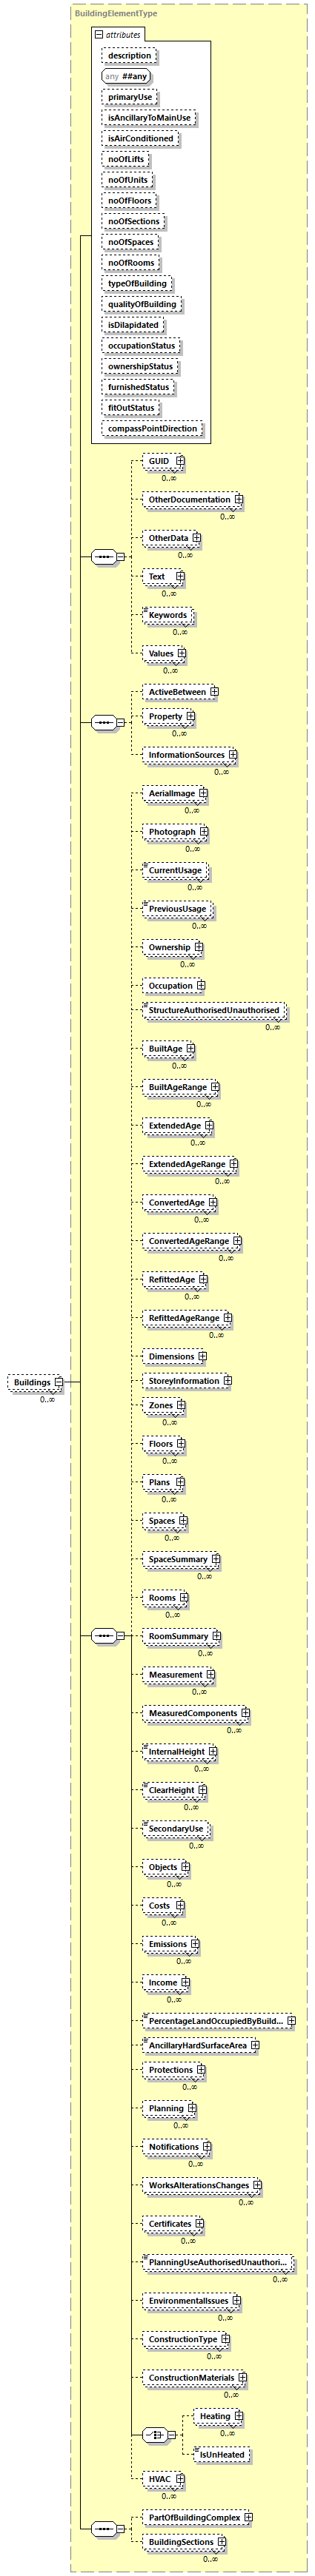 BuildingElementType
attributes
description
any ##any
primaryUse
isAncillaryToMainUse
isAirConditioned
noOfLifts
noOfUnits
noOfFloors
noOfSections
noOfSpaces
noOfRooms
typeOfBuilding
qualityOfBuilding
isDilapidated
occupationStatus
ownershipStatus
furnishedStatus
fitOutStatus
compassPointDirection
GUID
0..∞
OtherDocumentation
0..∞
OtherData
0..∞
Text
0..∞
Keywords
0..∞
Values
0..∞
ActiveBetween
Property
0..∞
InformationSources
0..∞
AerialImage
0..∞
Photograph
0..∞
CurrentUsage
0..∞
PreviousUsage
0..∞
Ownership
0..∞
Occupation
StructureAuthorisedUnauthorised
0..∞
BuiltAge
0..∞
BuiltAgeRange
0..∞
ExtendedAge
0..∞
ExtendedAgeRange
0..∞
ConvertedAge
0..∞
ConvertedAgeRange
0..∞
RefittedAge
0..∞
RefittedAgeRange
0..∞
Dimensions
StoreyInformation
Buildings
0..∞
Zones
0..∞
Floors
0..∞
Plans
0..∞
Spaces
0..∞
SpaceSummary
0..∞
Rooms
0..∞
RoomSummary
0..∞
Measurement
0..∞
MeasuredComponents
0..∞
InternalHeight
0..∞
ClearHeight
0..∞
SecondaryUse
0..∞
Objects
0..∞
Costs
0..∞
Emissions
0..∞
Income
0..∞
PercentageLandOccupiedByBuild...
AncillaryHardSurfaceArea
Protections
0..∞
Planning
0..∞
Notifications
0..∞
WorksAlterationsChanges
0..∞
Certificates
0..∞
PlanningUseAuthorisedUnauthori...
0..∞
EnvironmentalIssues
0..∞
ConstructionType
0..∞
ConstructionMaterials
0..∞
Heating
0..∞
IsUnHeated
HVAC
0..∞
PartOfBuildingComplex
BuildingSections
0..∞